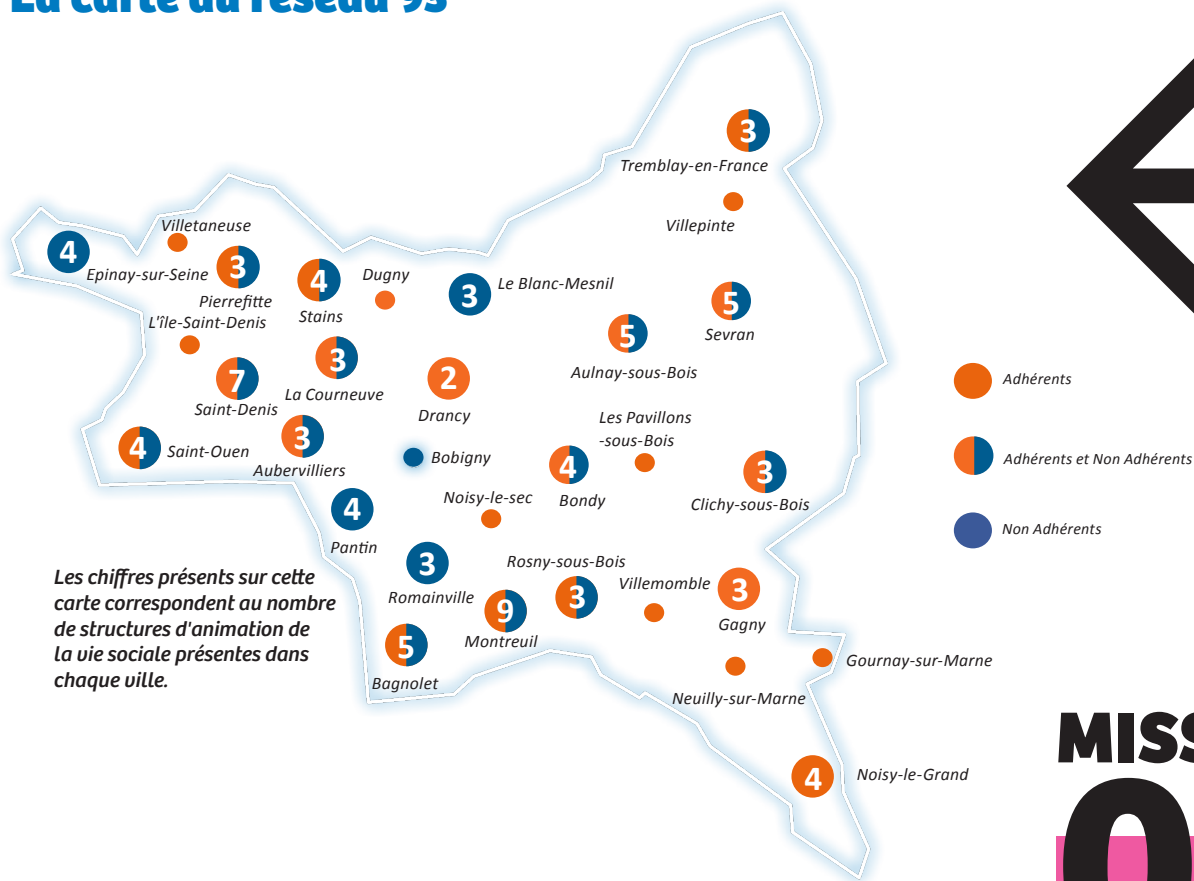 La carte du réseau 93
3
Tremblay-en-France
Villepinte
Villetaneuse
4
Epinay-sur-Seine
3
Pierrefitte
4
Stains
Dugny
3
Le Blanc-Mesnil
5
Sevran
L'île-Saint-Denis
5
Aulnay-sous-Bois
7
Saint-Denis
3
La Courneuve
2
Drancy
Adhérents
Les Pavillons
-sous-Bois
4
Saint-Ouen
3
Aubervilliers
Bobigny
4
Bondy
3
Clichy-sous-Bois
Adhérents et Non Adhérents
Noisy-le-sec
4
Pantin
Non Adhérents
3
Romainville
Rosny-sous-Bois
3
Villemomble
3
Gagny
Les chiffres présents sur cette
carte correspondent au nombre
de structures d'animation de
la vie sociale présentes dans
chaque ville.
9
Montreuil
5
Bagnolet
Gournay-sur-Marne
Neuilly-sur-Marne
4
Noisy-le-Grand
MISS